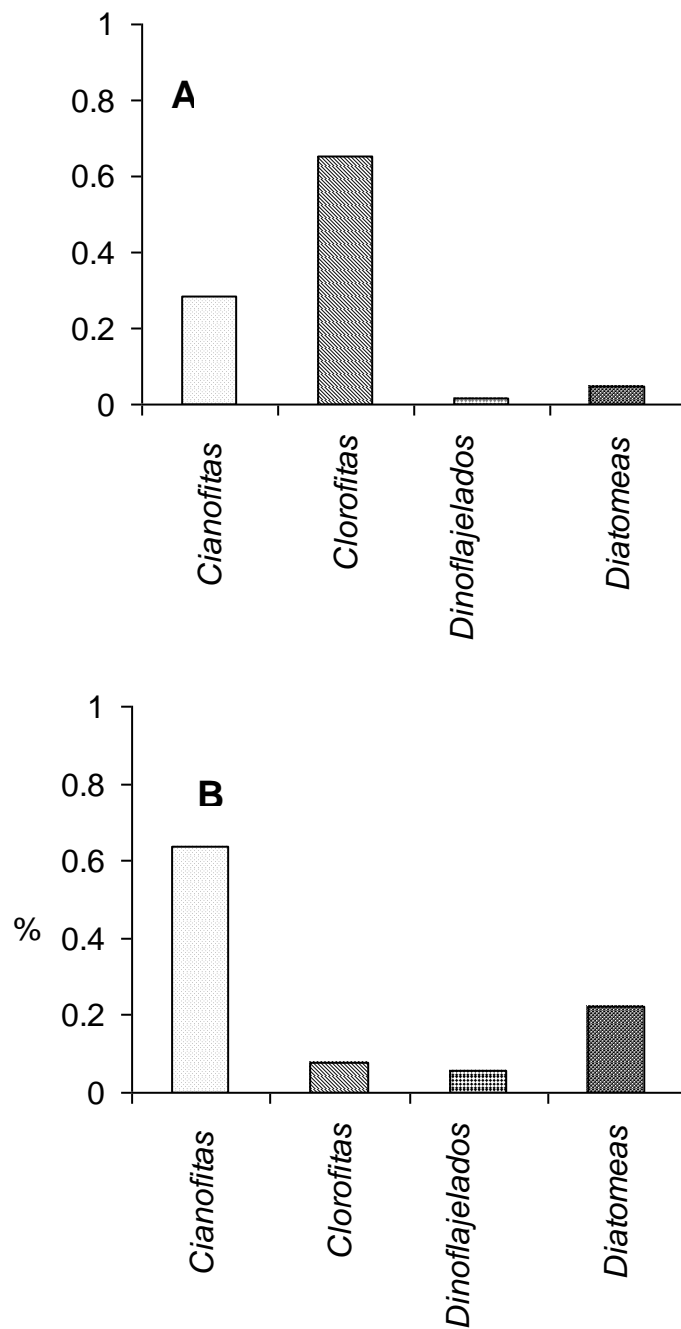 1
0.8
0.6
0.4
0.2
0
A
Cianofitas
Clorofitas
Dinoflajelados
Diatomeas
1
0.8
0.6
0.4
0.2
0
%
B
Cianofitas
Clorofitas
Dinoflajelados
Diatomeas